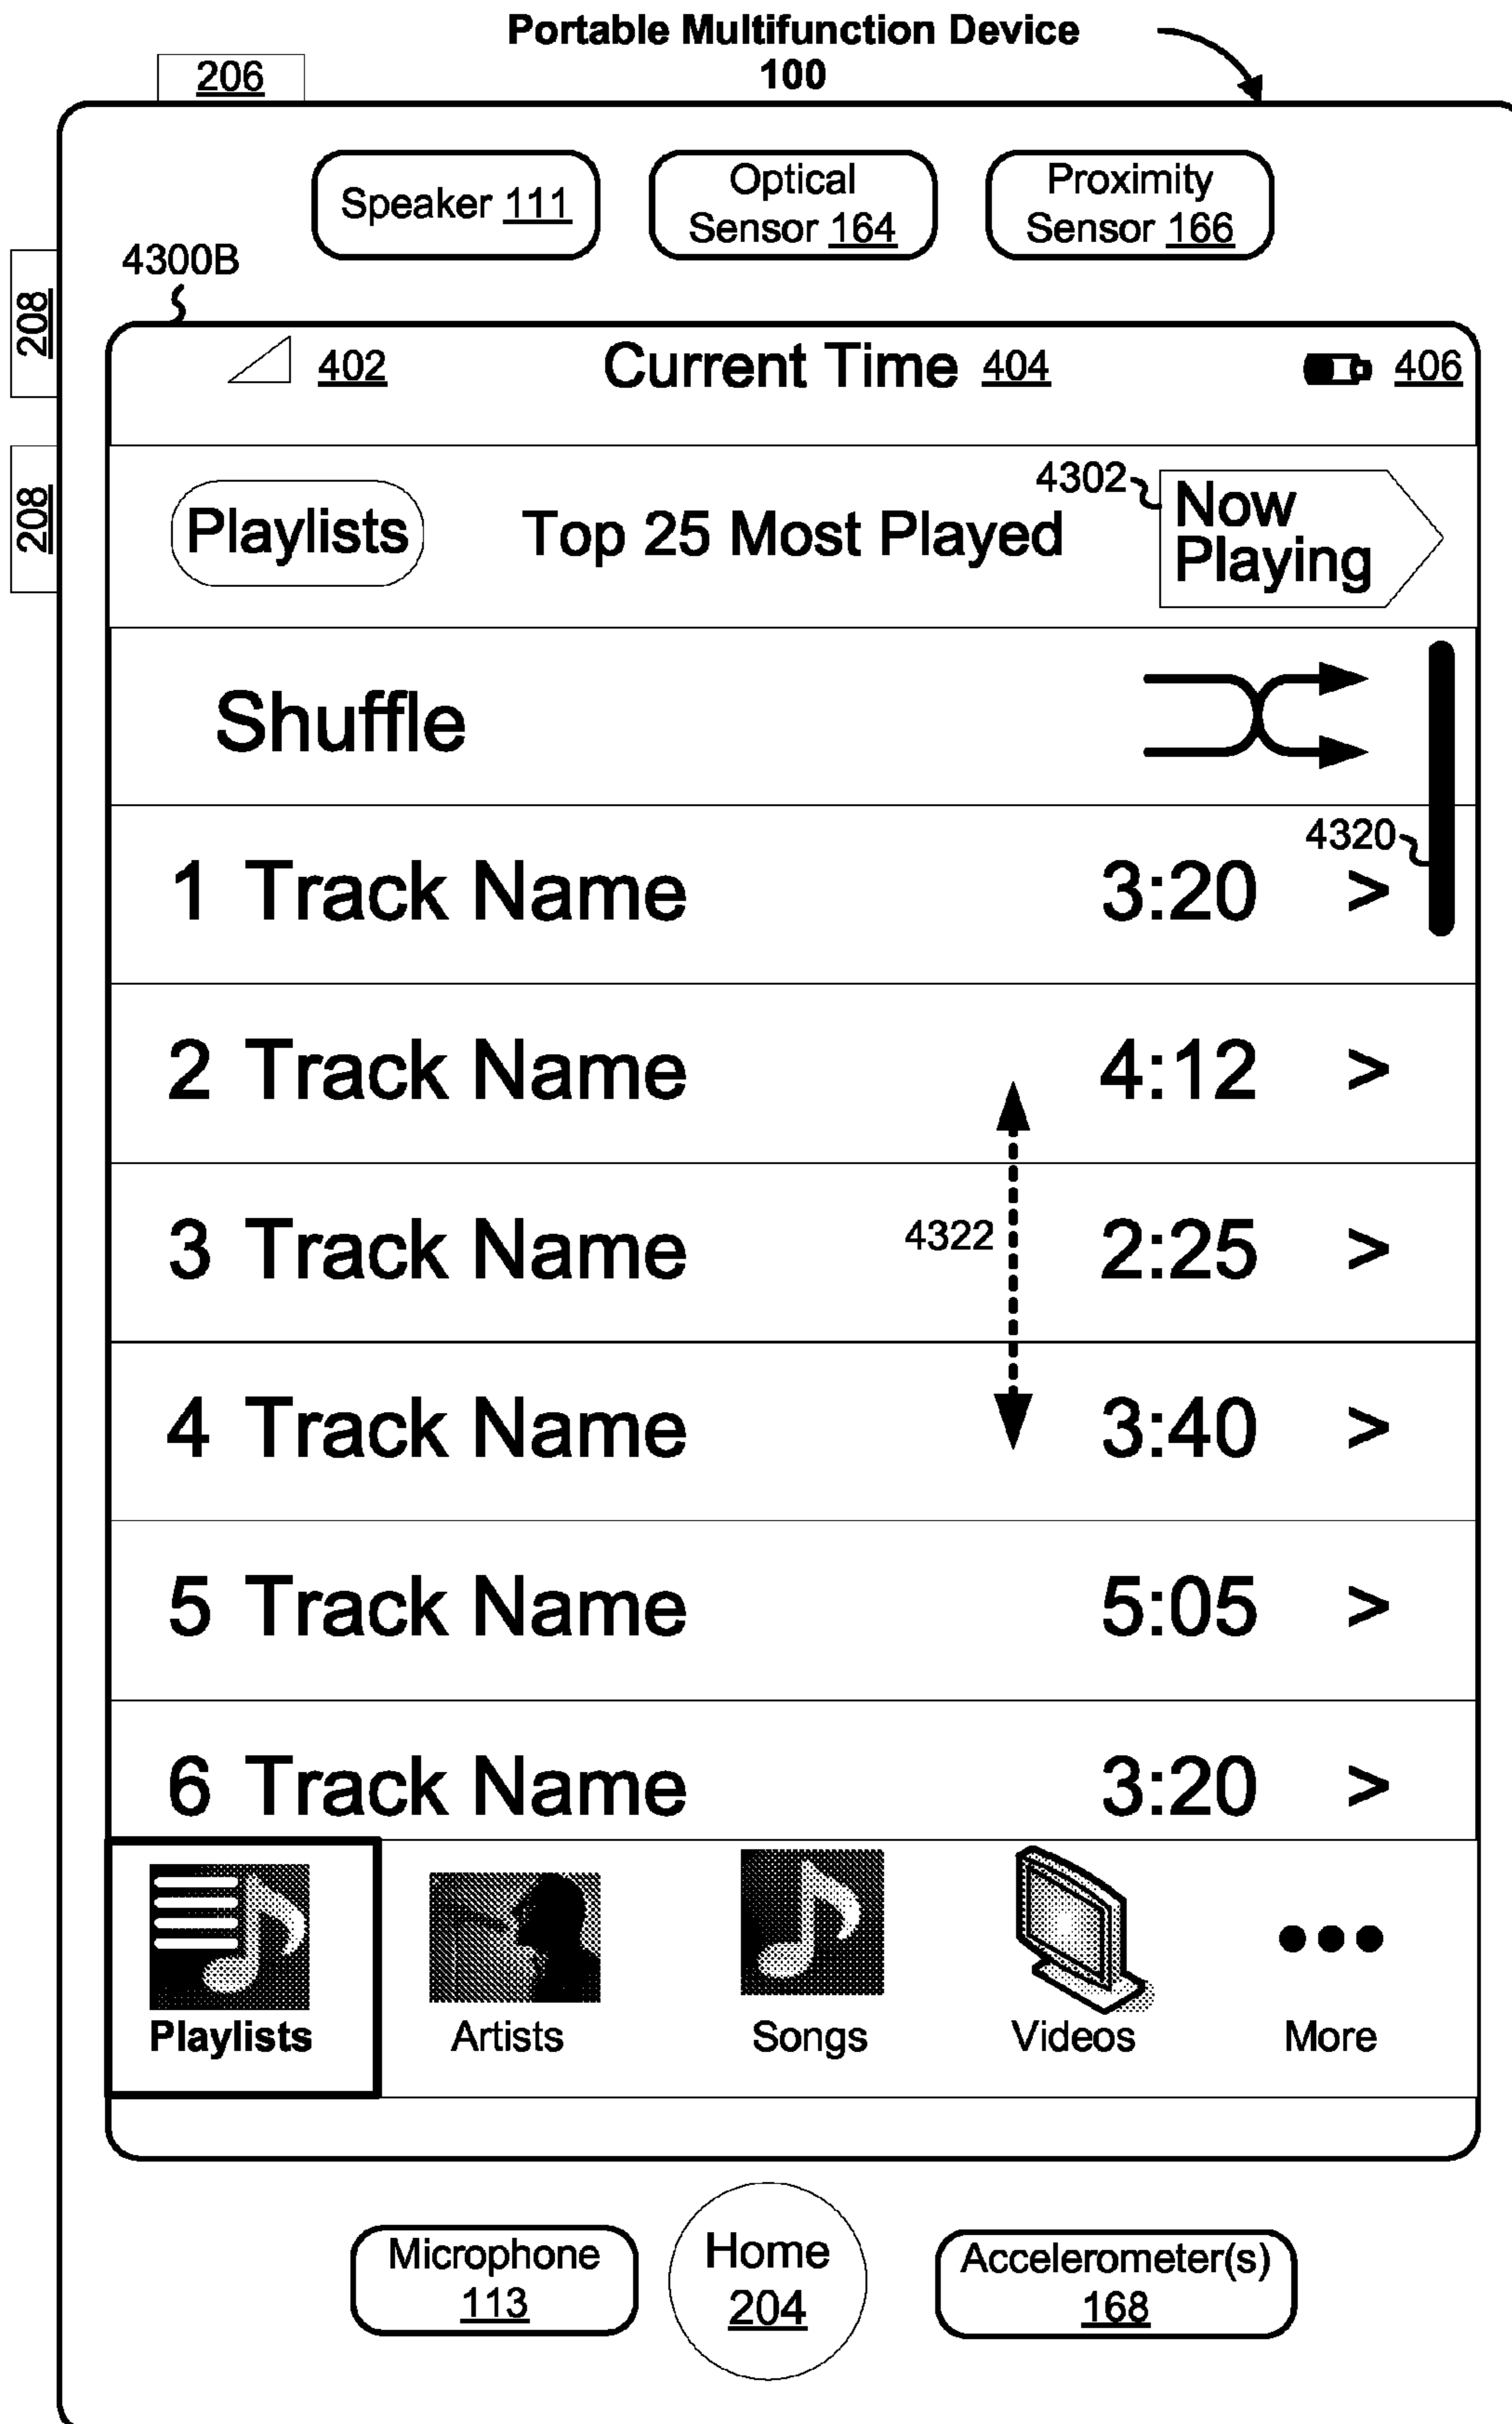 Portable Multifunction Device
100
206
Speaker 111
Optical
Sensor 164
Proximity
Sensor 166
4300B
208
402
Current Time 404
406
208
Playlists
Top 25 Most Played
4302
Now
Playing
Shuffle
4320
1 Track Name 3:20 >
2 Track Name 4:12 >
3 Track Name 2:25 >
4322
4 Track Name 3:40 >
5 Track Name 5:05 >
6 Track Name 3:20 >
Playlists
Artists
Songs
Videos
More
Microphone
113
Home
204
Accelerometer(s)
168